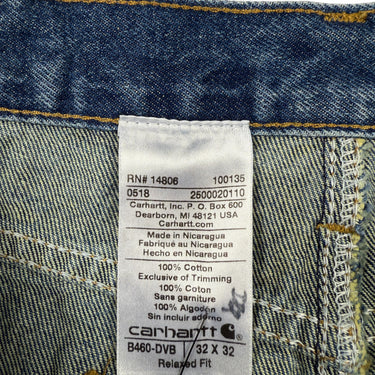 RN# 14806 100135
0518 2500020110
Carhartt, Inc. P. O. Box 600
Dearborn, MI 48121 USA
Carhartt.com
Made in Nicaragua
Fabriqué au Nicaragua
Hecho en Nicaragua
100% Cotton
Exclusive of Trimming
100% Coton
Sans garniture
100% Algodon
Sin incluir aderno
carhartt
B460-DVB 32 X 32
Relaxed Fit